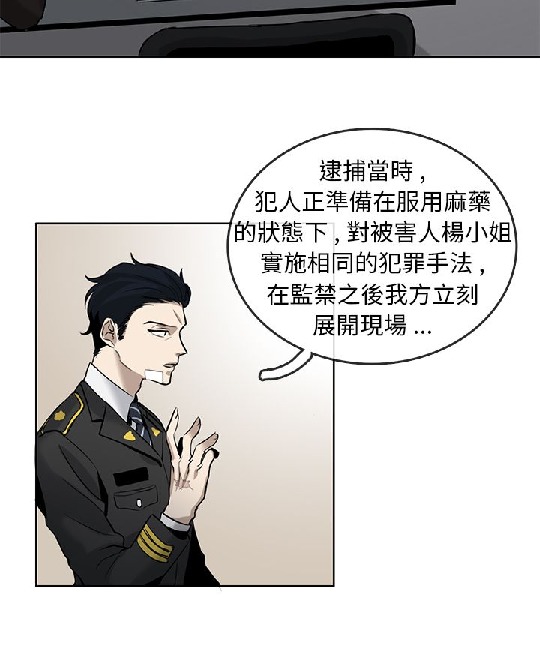 逮捕當時，
犯人正準備在服用麻藥
的狀態下，對被害人楊小姐
實施相同的犯罪手法，
在監禁之後我方立刻
展開現場...